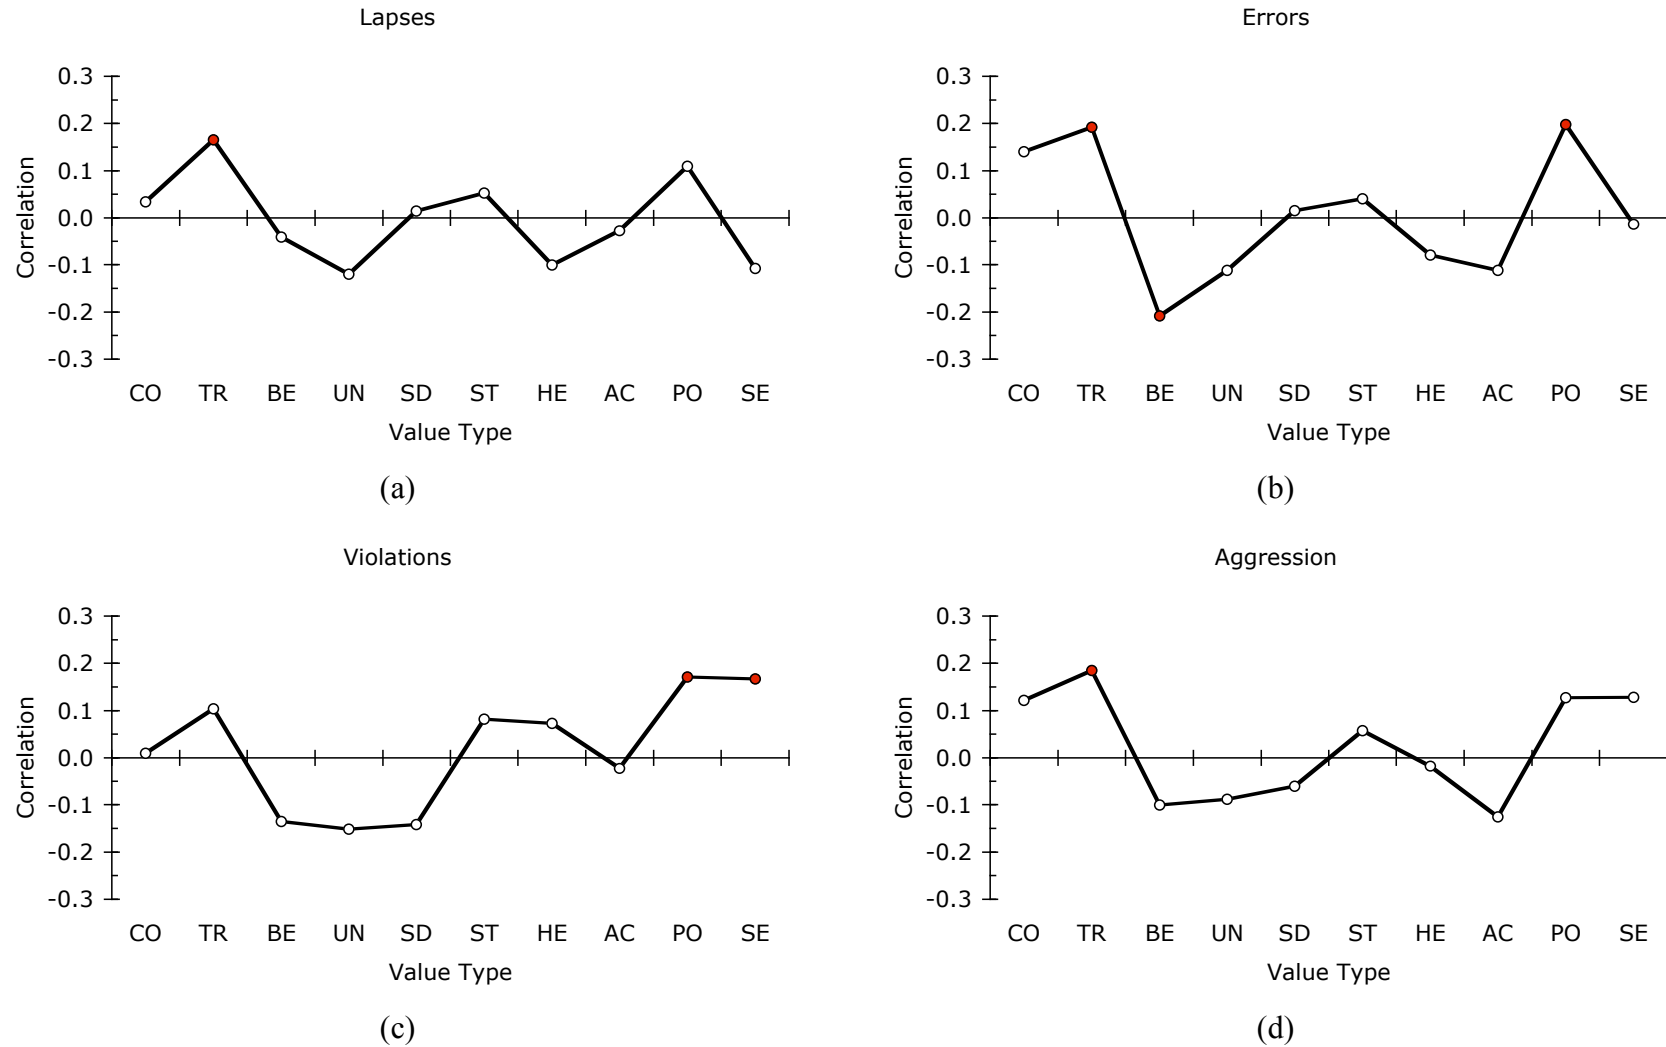 Lapses
0.3
0.2
0.1
0.0
-0.1
-0.2
-0.3
Correlation
CO TR BE UN SD ST HE AC PO SE
Value Type
(a)
Errors
0.3
0.2
0.1
0.0
-0.1
-0.2
-0.3
Correlation
CO TR BE UN SD ST HE AC PO SE
Value Type
(b)
Violations
0.3
0.2
0.1
0.0
-0.1
-0.2
-0.3
Correlation
CO TR BE UN SD ST HE AC PO SE
Value Type
(c)
Aggression
0.3
0.2
0.1
0.0
-0.1
-0.2
-0.3
Correlation
CO TR BE UN SD ST HE AC PO SE
Value Type
(d)